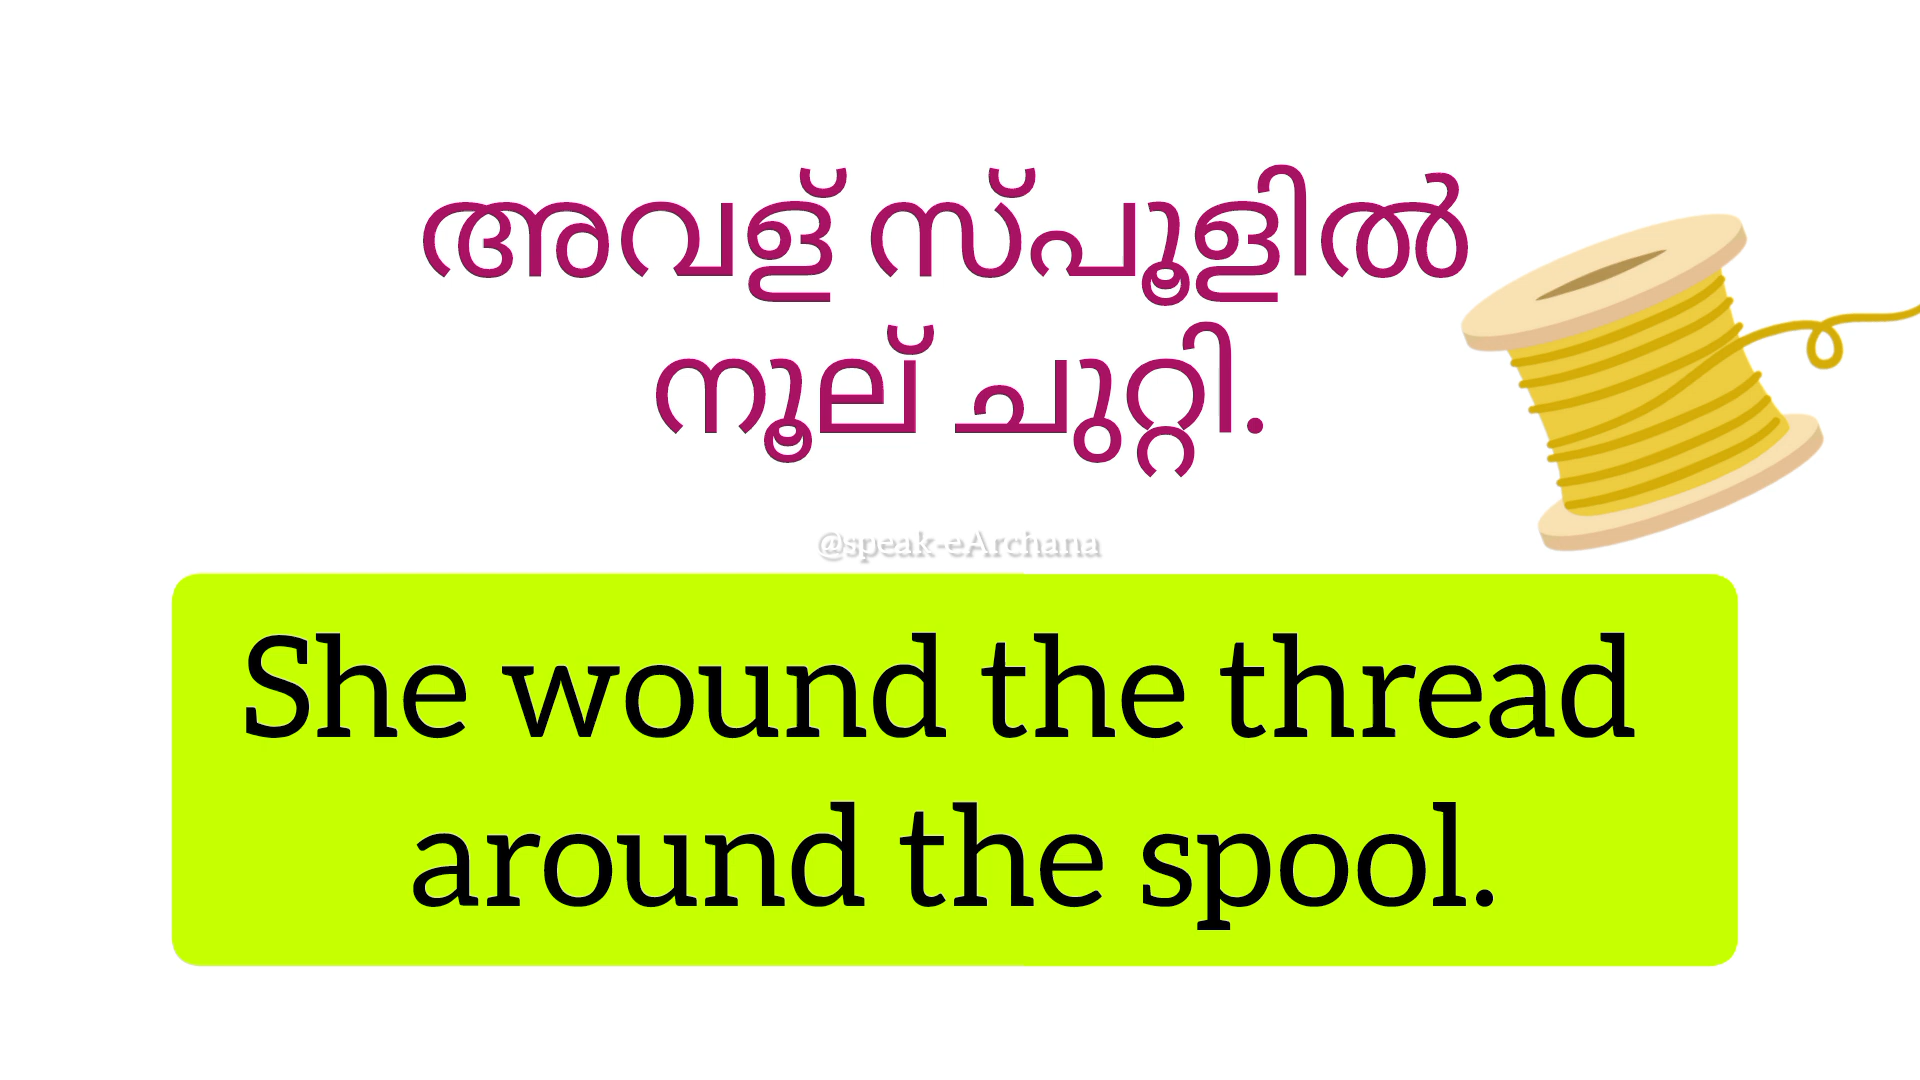 അവള് സ്പൂളിൽ
നൂല് ചുറ്റി.
@speak-eArchana
She wound the thread
around the spool.